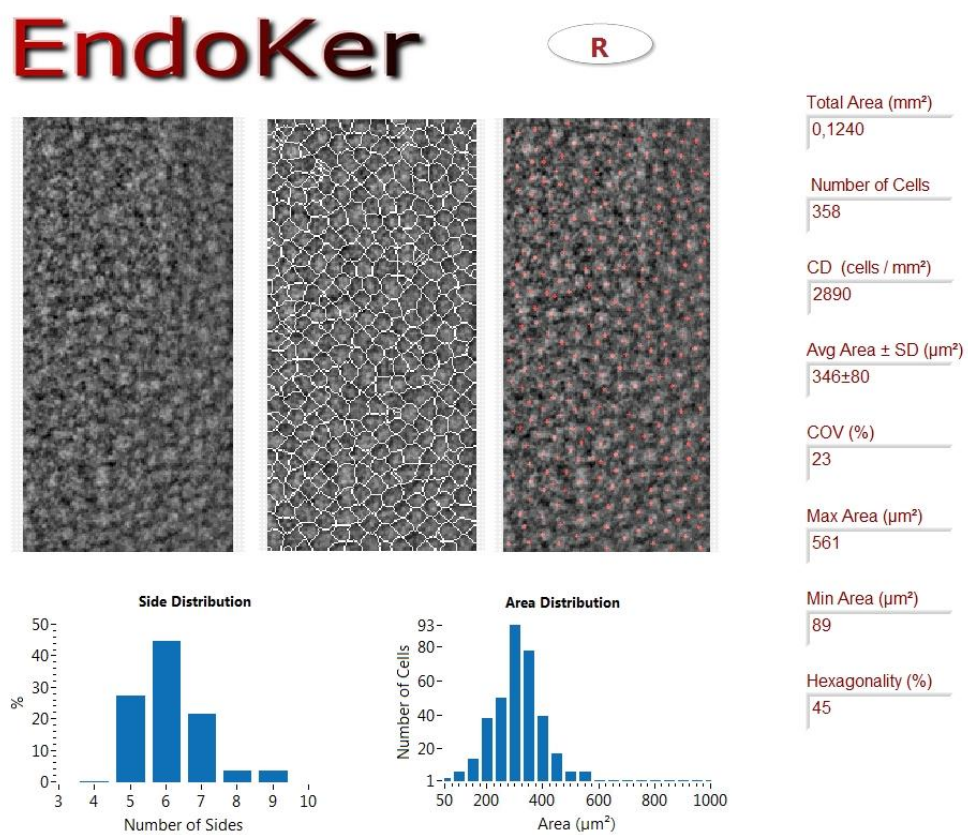 EndoKer
R
Total Area (mm²)
0,1240
Number of Cells
358
CD (cells / mm²)
2890
Avg Area ± SD (µm²)
346±80
COV (%)
23
Max Area (µm²)
561
Min Area (µm²)
89
Hexagonality (%)
45
Side Distribution
50
40
30
20
10
0
%
3 4 5 6 7 8 9 10
Number of Sides
Area Distribution
93
80
60
40
20
1
Number of Cells
50 200 400 600 800 1000
Area (µm²)